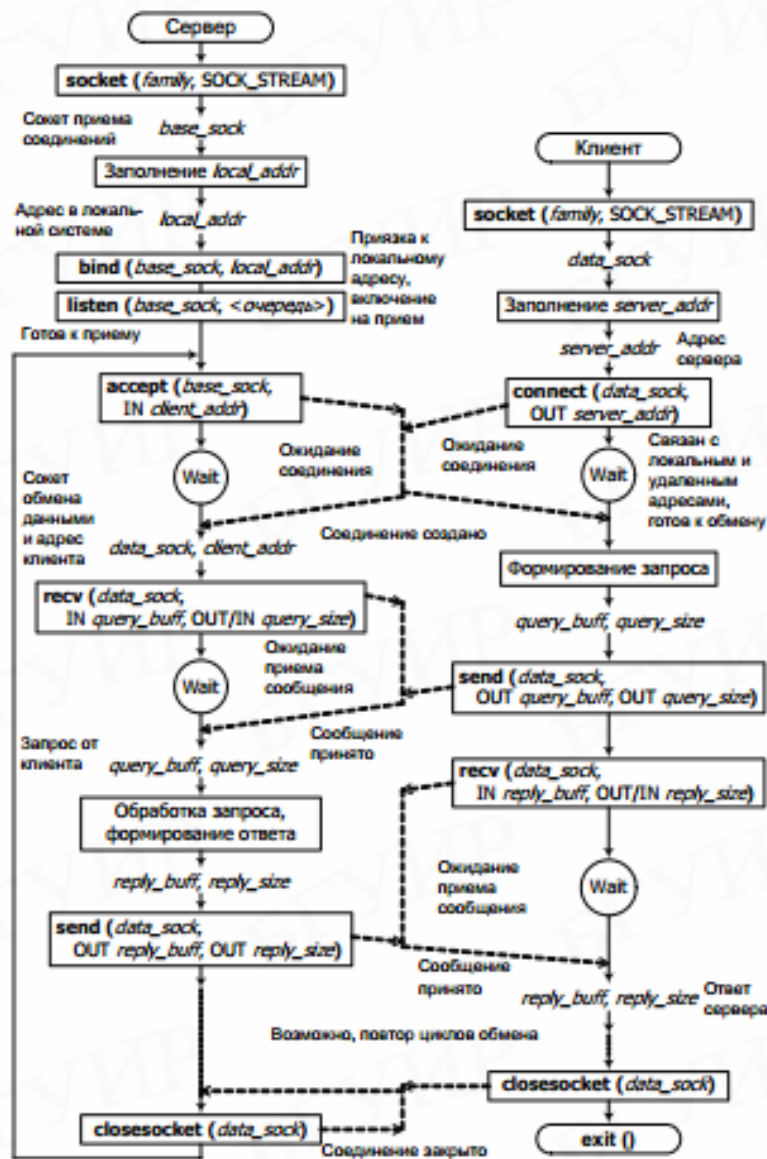 Сервер
socket (family, SOCK_STREAM)
Сокет приема
соединений
base_sock
Заполнение local_addr
Адрес в локаль-
ной системе
local_addr
bind (base_sock, local_addr)
listen (base_sock, <очередь>)
Приязка к
локальному
адресу,
включение
на прием
Готов к приему
accept (base_sock,
IN client_addr)
Wait
Ожидание
соединения
Сокет
обмена
данными
и адрес
клиента
data_sock, client_addr
recv (data_sock,
IN query_buff, OUT/IN query_size)
Wait
Ожидание
приема
сообщения
Сообщение
принято
Запрос от
клиента
query_buff, query_size
Обработка запроса,
формирование ответа
reply_buff, reply_size
send (data_sock,
OUT reply_buff, OUT reply_size)
closesocket (data_sock)
Клиент
socket (family, SOCK_STREAM)
data_sock
Заполнение server_addr
server_addr
Адрес
сервера
connect (data_sock,
OUT server_addr)
Ожидание
соединения
Wait
Связан с
локальным и
удаленным
адресами,
готов к обмену
Соединение создано
Формирование запроса
query_buff, query_size
send (data_sock,
OUT query_buff, OUT query_size)
recv (data_sock,
IN reply_buff, OUT/IN reply_size)
Ожидание
приема
сообщения
Wait
Сообщение
принято
reply_buff, reply_size
Ответ
сервера
Возможно, повтор циклов обмена
closesocket (data_sock)
Соединение закрыто
exit ()
БГУИР